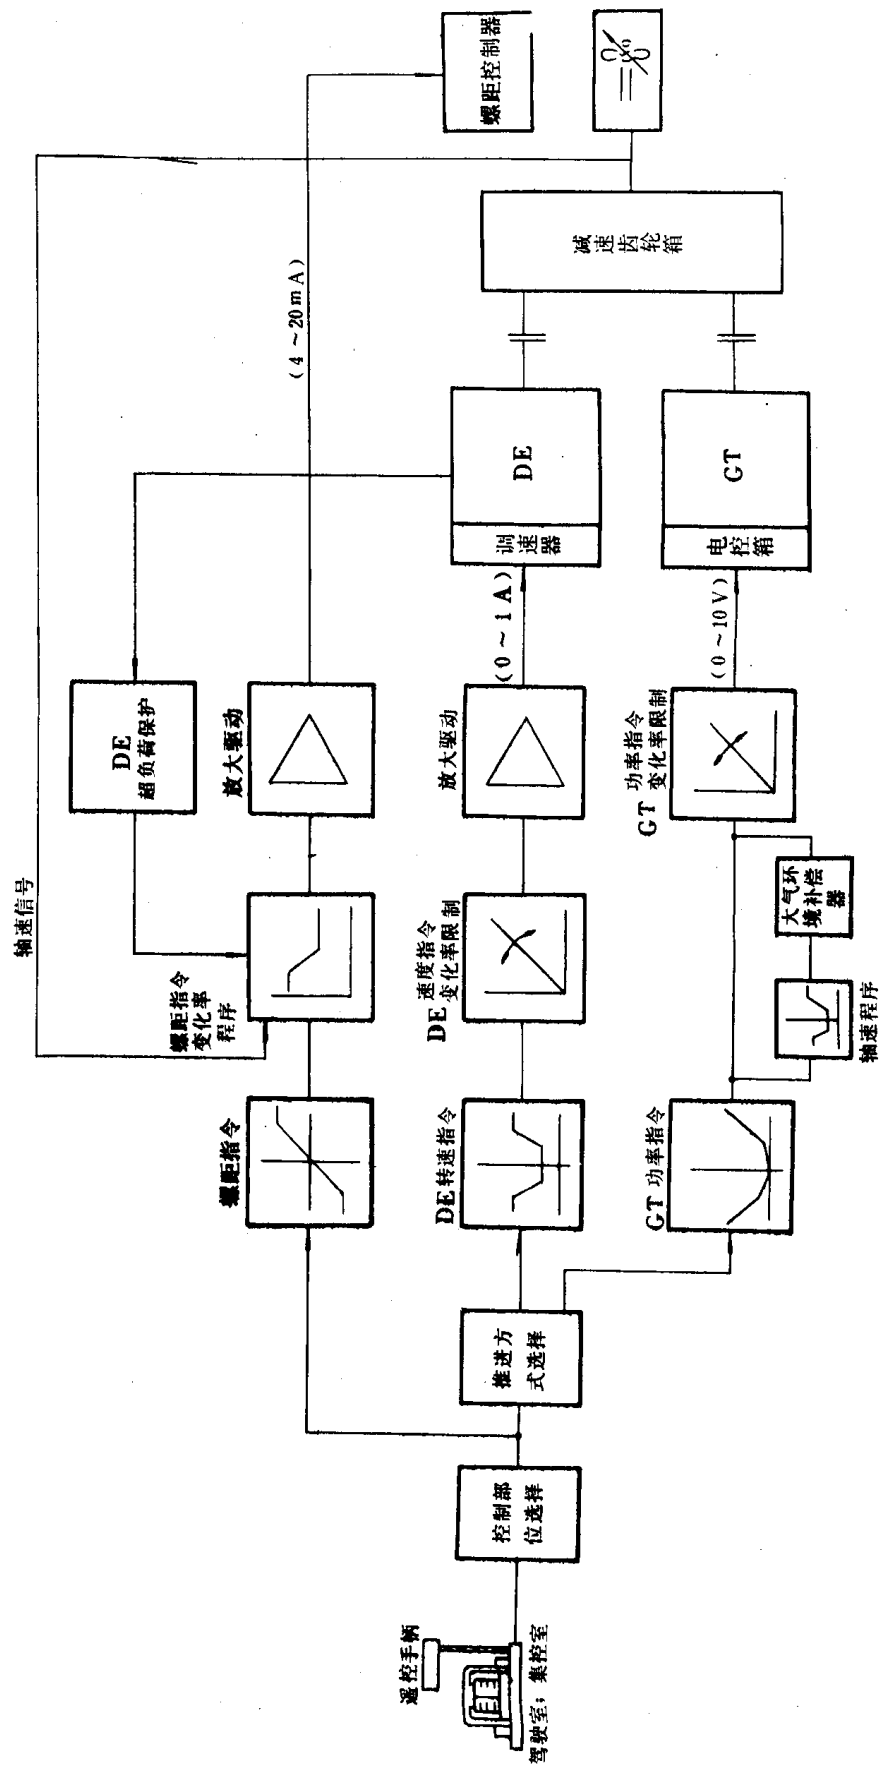 遥控手柄
驾驶室；集控室
控制部
位选择
推进方
式选择
螺距指令
DE转速指令
GT 功率指令
轴速信号
螺距指令
变化率
程序
DE 速度指令
变化率限制
轴速程序
大气环
境补偿
器
DE
超负荷保护
放大驱动
放大驱动
GT 功率指令
变化率限制
(4～20mA)
(0～1A)
(0～10V)
调速器
DE
电控箱
GT
减速齿轮箱
螺距控制器